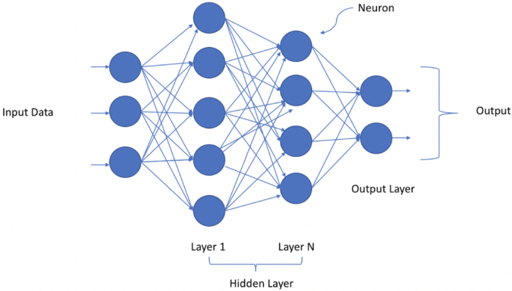 Neuron
Input Data
Output
Output Layer
Layer 1
Layer N
Hidden Layer